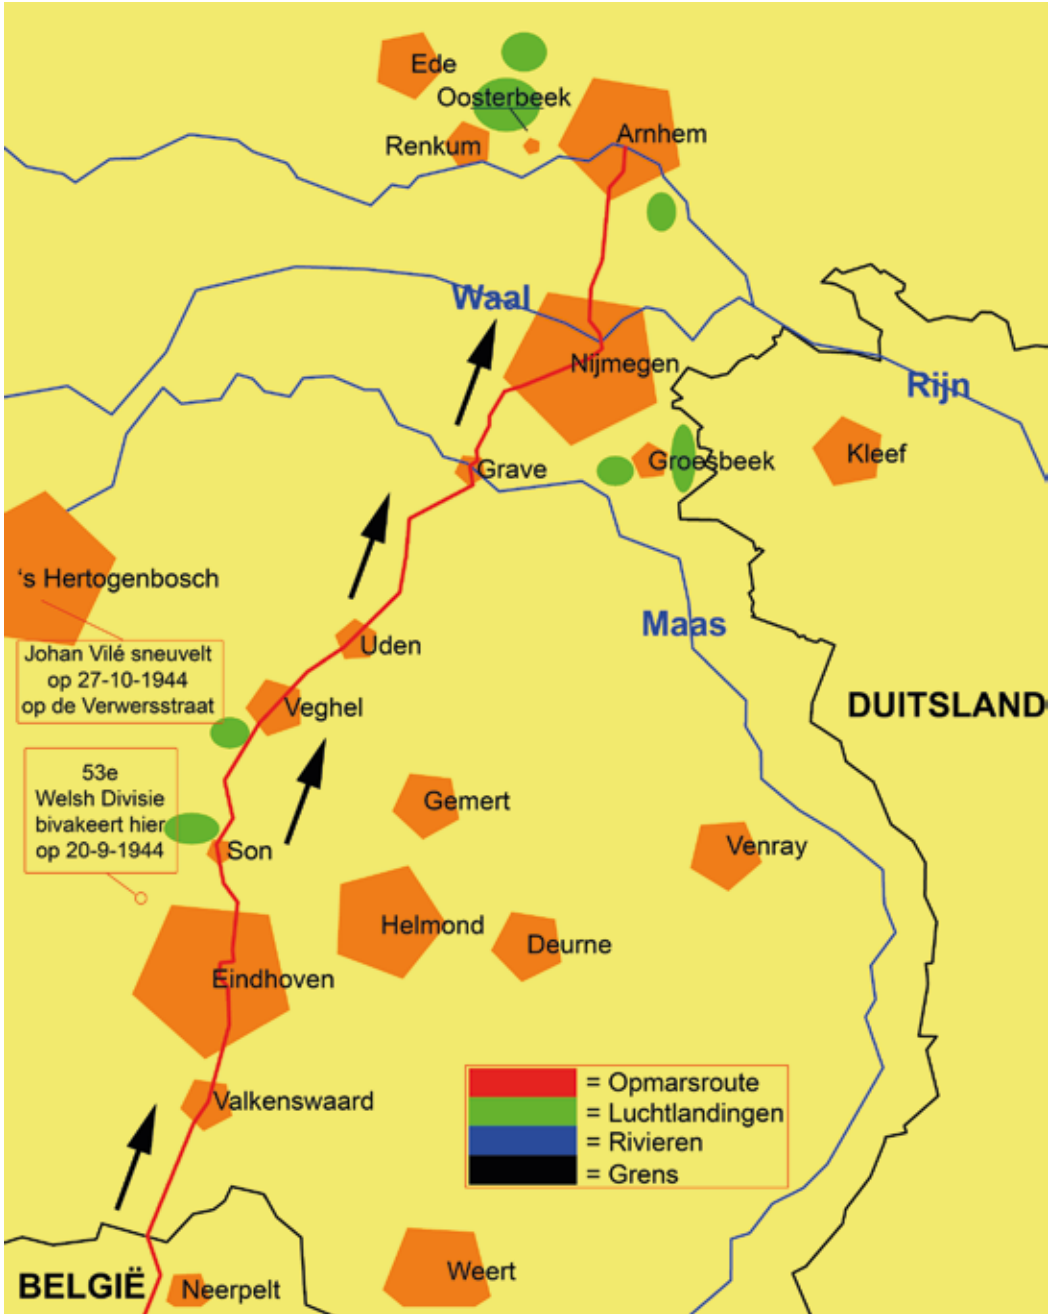 Ede
Oosterbeek
Arnhem
Renkum
Waal
Nijmegen
Rijn
Kleef
Groesbeek
Grave
's Hertogenbosch
Maas
Uden
Johan Vilé sneuvelt
op 27-10-1944
op de Verwersstraat
Veghel
DUITSLAND
53e
Welsh Divisie
bivakeert hier
op 20-9-1944
Gemert
Venray
Son
Helmond
Deurne
Eindhoven
= Opmarsroute
= Luchtlandingen
= Rivieren
= Grens
Valkenswaard
Weert
BELGIË
Neerpelt